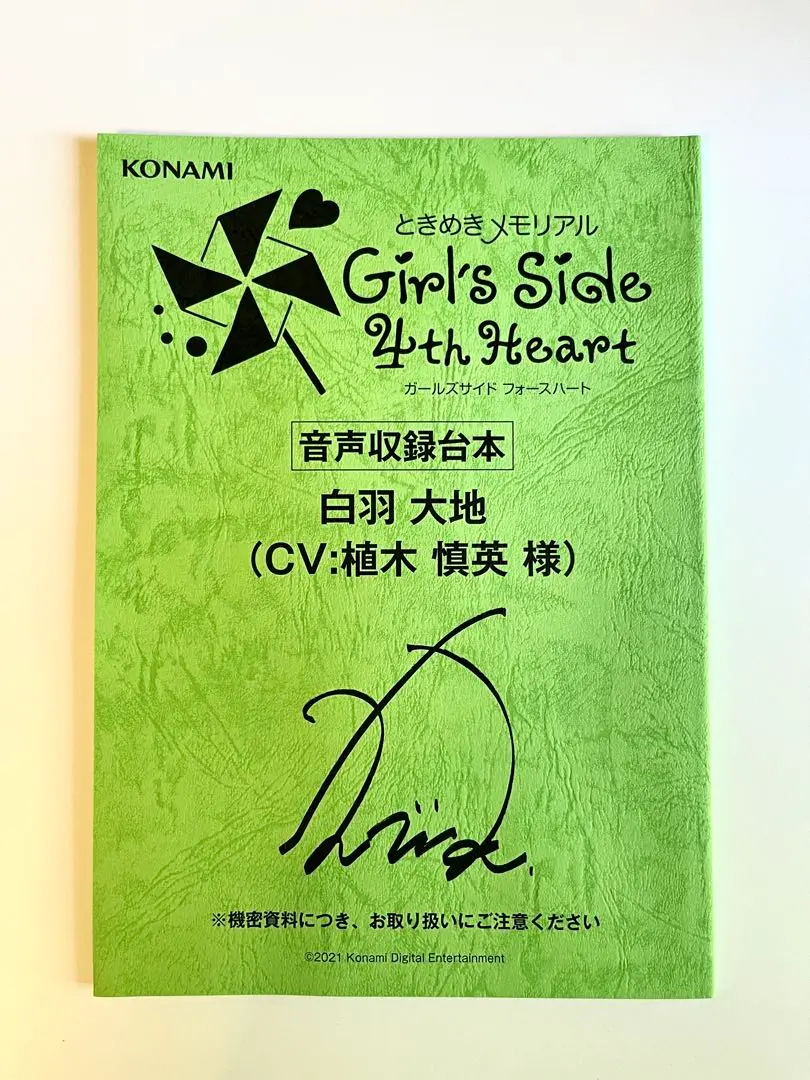 KONAMI
ときめきメモリアル
Girl's Side
4th Heart
ガールズサイド フォースハート
音声収録台本
白羽 大地
(CV:植木 慎英 様)
※機密資料につき、お取り扱いにご注意ください
©2021 Konami Digital Entertainment